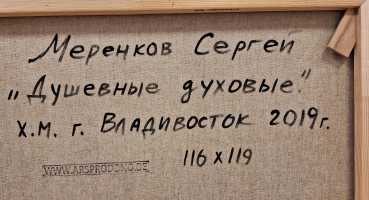 Меренков Сергей
„Душевные духовые."
Х.М. г. Владивосток 2019г.
116 x 119
WWW.ARSPRODONO.DE